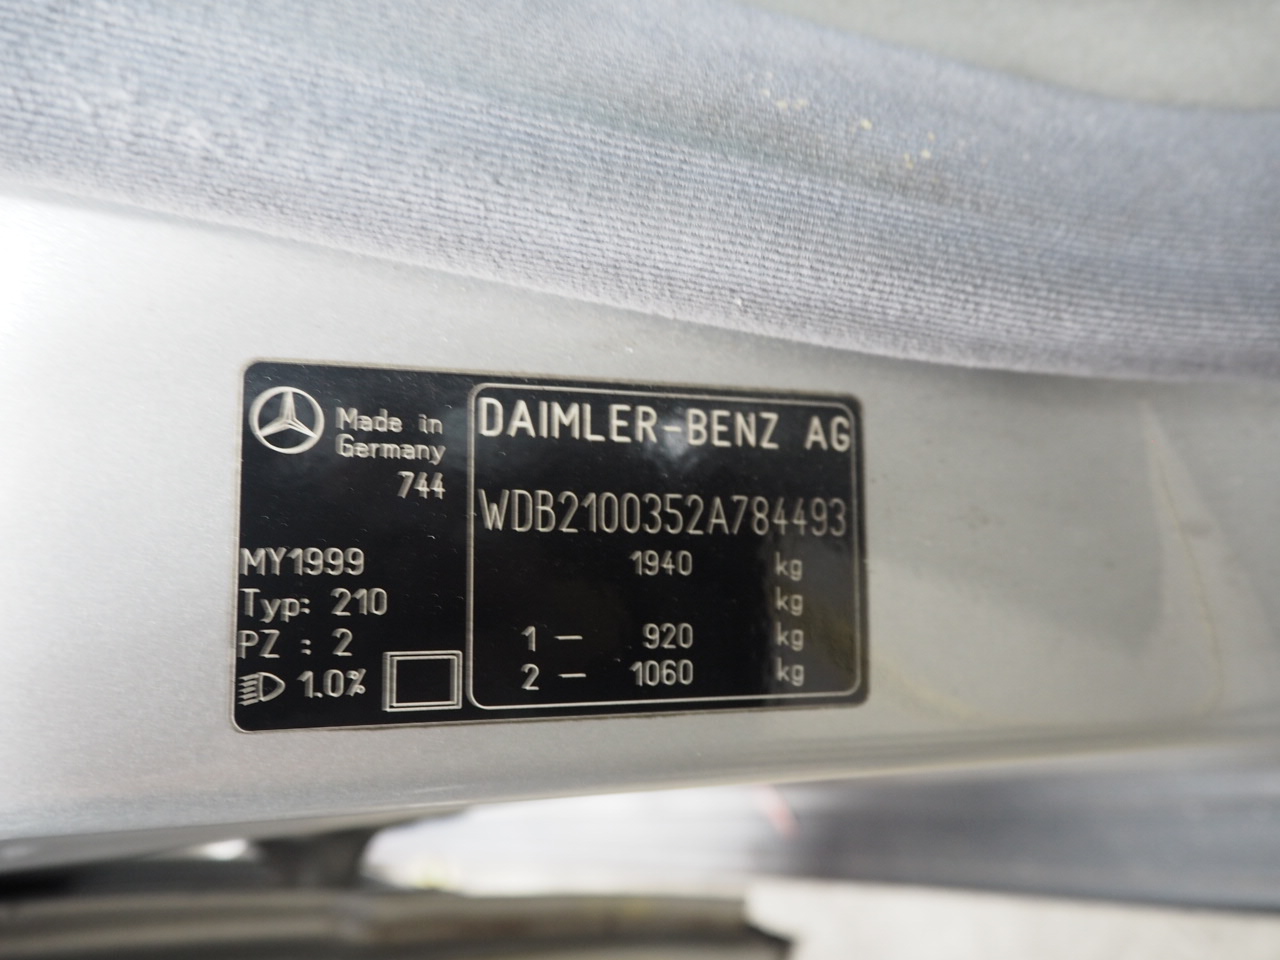 Made in
Germany
744
MY1999
Typ: 210
PZ : 2
1.0%
DAIMLER-BENZ AG
WDB2100352A784493
1940 kg
kg
1 – 920 kg
2 – 1060 kg